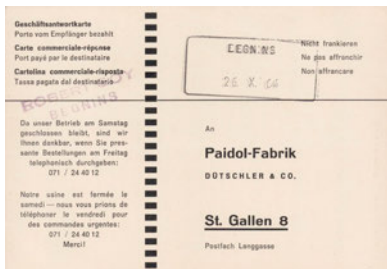 Geschäftsantwortkarte
Porto vom Empfänger bezahlt
Carte commerciale-réponse
Port payé par le destinataire
Cartolina commerciale-risposta
Tassa pagata dal destinatario
BEGNINS
Da unser Betrieb am Samstag
geschlossen bleibt, sind wir
Ihnen dankbar, wenn Sie pres-
sante Bestellungen am Freitag
telephonisch durchgeben:
071 / 24 40 12
Notre usine est fermée le
samedi — nous vous prions de
téléphoner le vendredi pour
des commandes urgentes:
071 / 24 40 12
Merci!
Nicht frankieren
Ne pas affranchir
Non affrancare
An
Paidol-Fabrik
DÜTSCHLER & CO.
St. Gallen 8
Postfach Langgasse